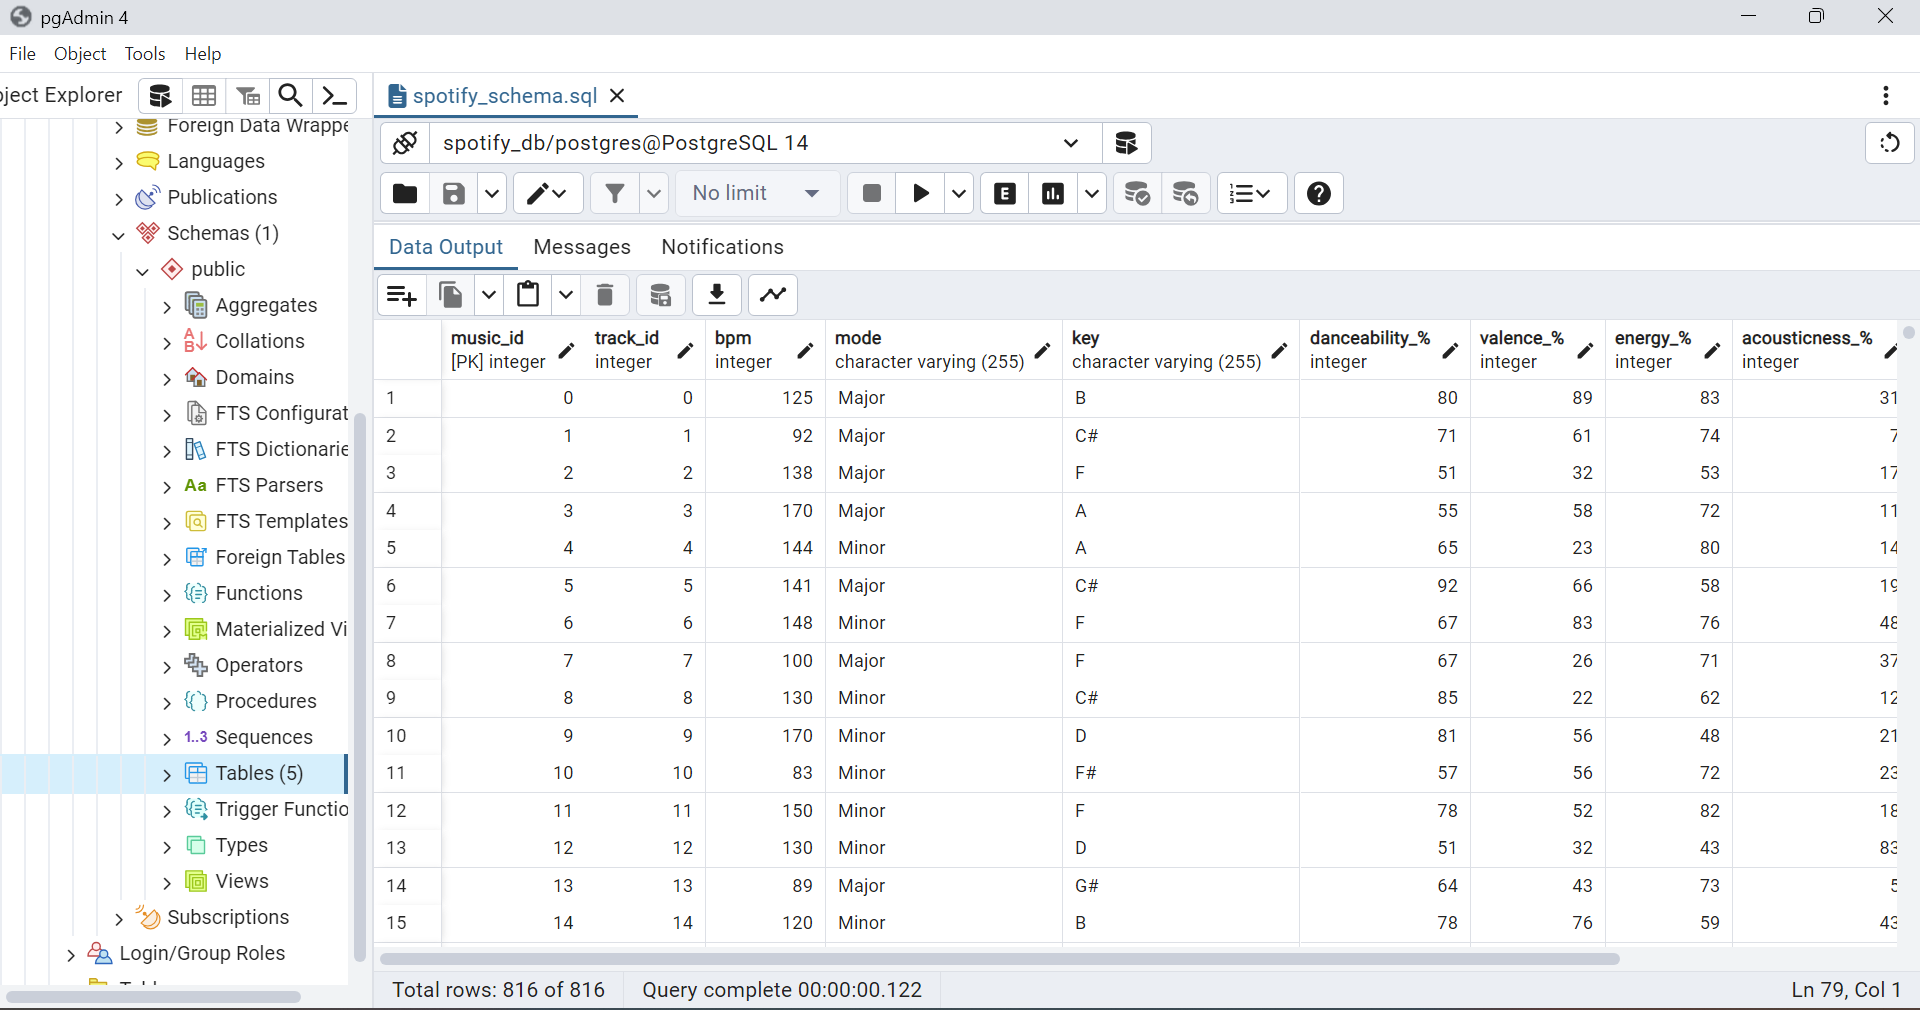 pgAdmin 4
File Object Tools Help
ject Explorer
Foreign Data Wrappe
Languages
Publications
Schemas (1)
public
Aggregates
Collations
Domains
FTS Configurat
FTS Dictionarie
Aa FTS Parsers
FTS Templates
Foreign Tables
Functions
Materialized Vi
Operators
Procedures
1..3 Sequences
Tables (5)
Trigger Functio
Types
Views
Subscriptions
Login/Group Roles
spotify_schema.sql
spotify_db/postgres@PostgreSQL 14
No limit
E
Data Output Messages Notifications
music_id track_id bpm mode key danceability_% valence_% energy_% acousticness_%
[PK] integer integer integer character varying (255) character varying (255) integer integer integer integer
1 0 0 125 Major B 80 89 83 31
2 1 1 92 Major C# 71 61 74 7
3 2 2 138 Major F 51 32 53 17
4 3 3 170 Major A 55 58 72 11
5 4 4 144 Minor A 65 23 80 14
6 5 5 141 Major C# 92 66 58 19
7 6 6 148 Minor F 67 83 76 48
8 7 7 100 Major F 67 26 71 37
9 8 8 130 Minor C# 85 22 62 12
10 9 9 170 Minor D 81 56 48 21
11 10 10 83 Minor F# 57 56 72 23
12 11 11 150 Minor F 78 52 82 18
13 12 12 130 Minor D 51 32 43 83
14 13 13 89 Major G# 64 43 73 5
15 14 14 120 Minor B 78 76 59 43
Total rows: 816 of 816 Query complete 00:00:00.122 Ln 79, Col 1